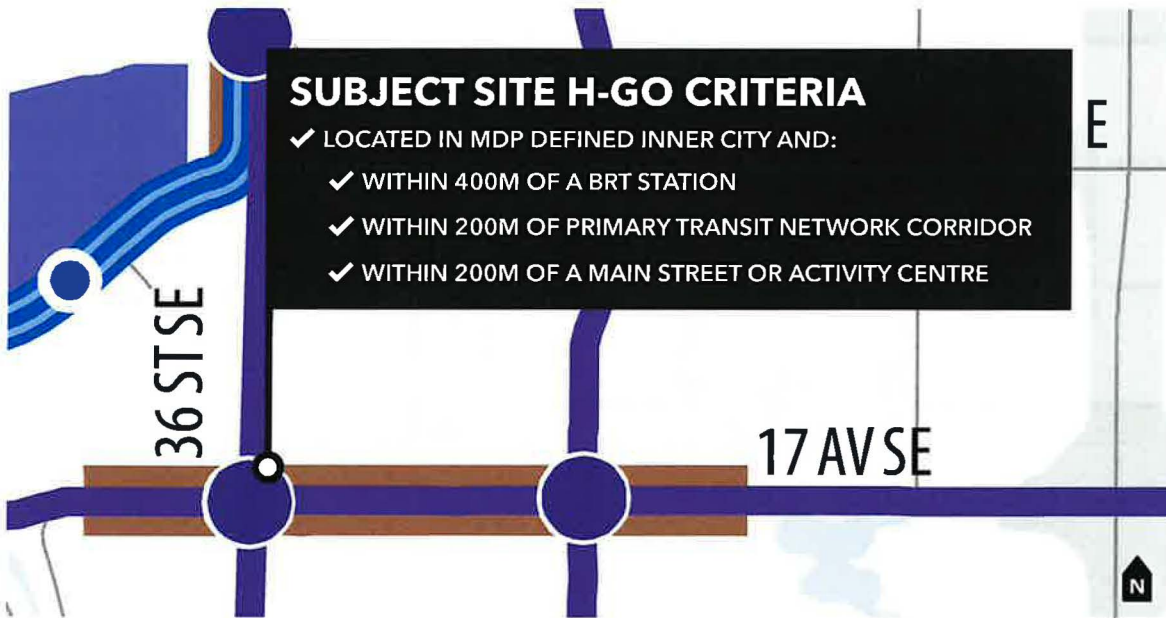 SUBJECT SITE H-GO CRITERIA
✓ LOCATED IN MDP DEFINED INNER CITY AND:
✓ WITHIN 400M OF A BRT STATION
✓ WITHIN 200M OF PRIMARY TRANSIT NETWORK CORRIDOR
✓ WITHIN 200M OF A MAIN STREET OR ACTIVITY CENTRE
E
36 ST SE
17 AV SE
N